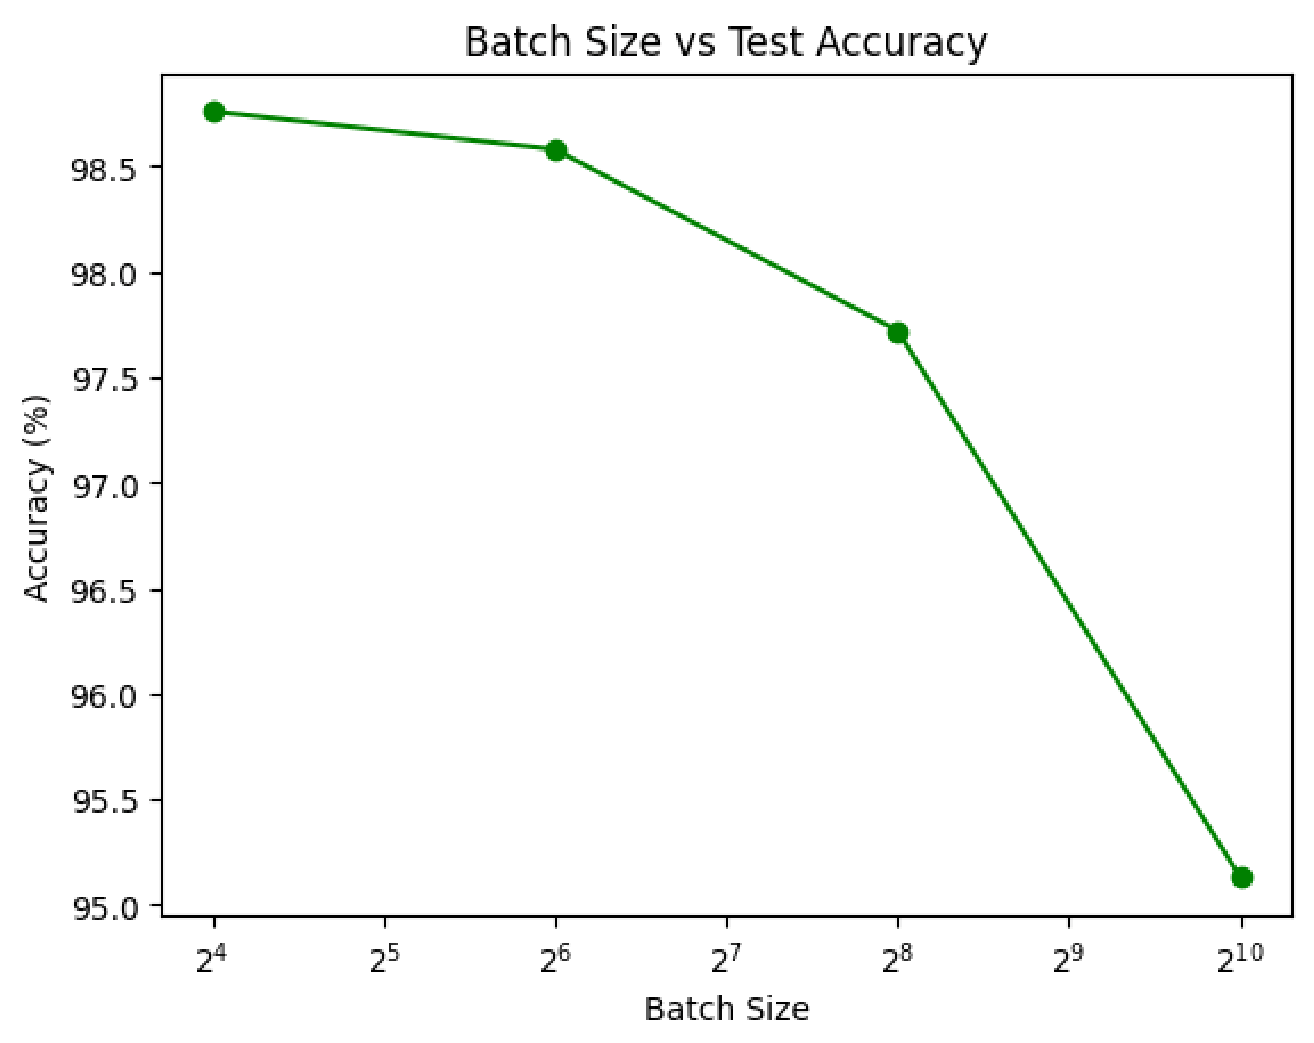 Batch Size vs Test Accuracy
Accuracy (%)
98.5
98.0
97.5
97.0
96.5
96.0
95.5
95.0
2⁴ 2⁵ 2⁶ 2⁷ 2⁸ 2⁹ 2¹⁰
Batch Size